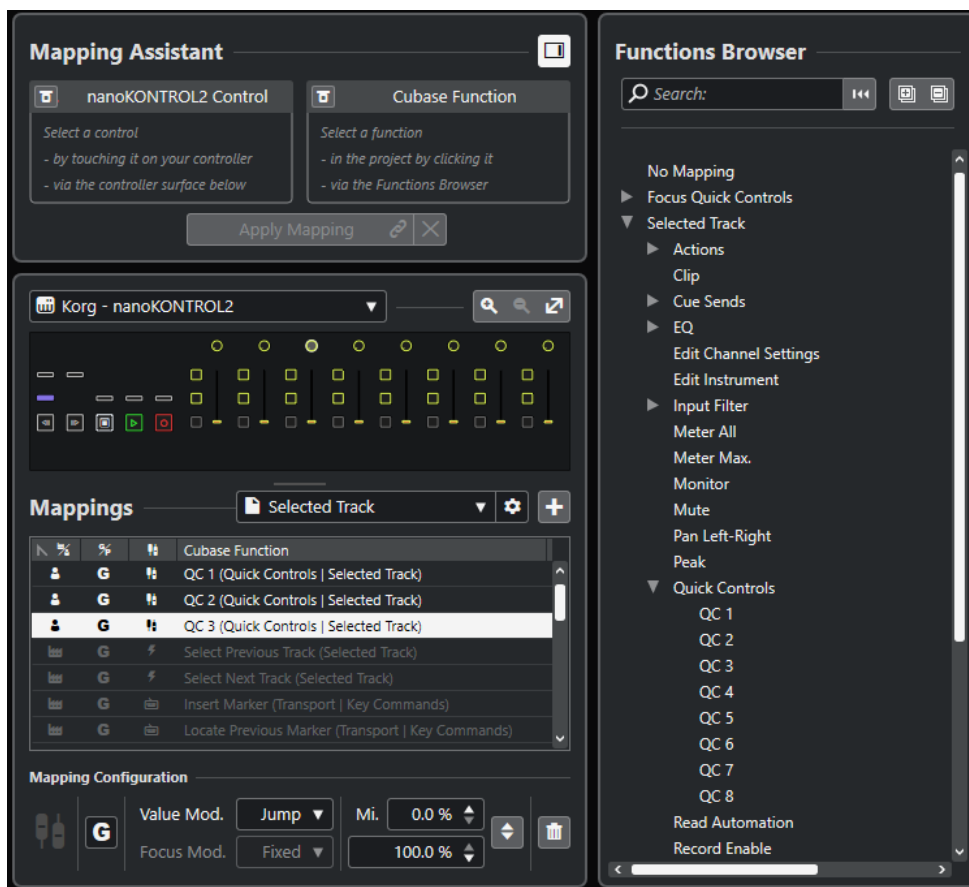 Mapping Assistant
nanoKONTROL2 Control
Cubase Function
Select a control
- by touching it on your controller
- via the controller surface below
Select a function
- in the project by clicking it
- via the Functions Browser
Apply Mapping
Korg - nanoKONTROL2
Mappings
Selected Track
Cubase Function
G QC 1 (Quick Controls | Selected Track)
G QC 2 (Quick Controls | Selected Track)
G QC 3 (Quick Controls | Selected Track)
G Select Previous Track (Selected Track)
G Select Next Track (Selected Track)
G Insert Marker (Transport | Key Commands)
G Locate Previous Marker (Transport | Key Commands)
Mapping Configuration
G
Value Mod. Jump
Mi. 0.0 %
Focus Mod. Fixed
100.0 %
Functions Browser
Search:
No Mapping
Focus Quick Controls
Selected Track
Actions
Clip
Cue Sends
EQ
Edit Channel Settings
Edit Instrument
Input Filter
Meter All
Meter Max.
Monitor
Mute
Pan Left-Right
Peak
Quick Controls
QC 1
QC 2
QC 3
QC 4
QC 5
QC 6
QC 7
QC 8
Read Automation
Record Enable